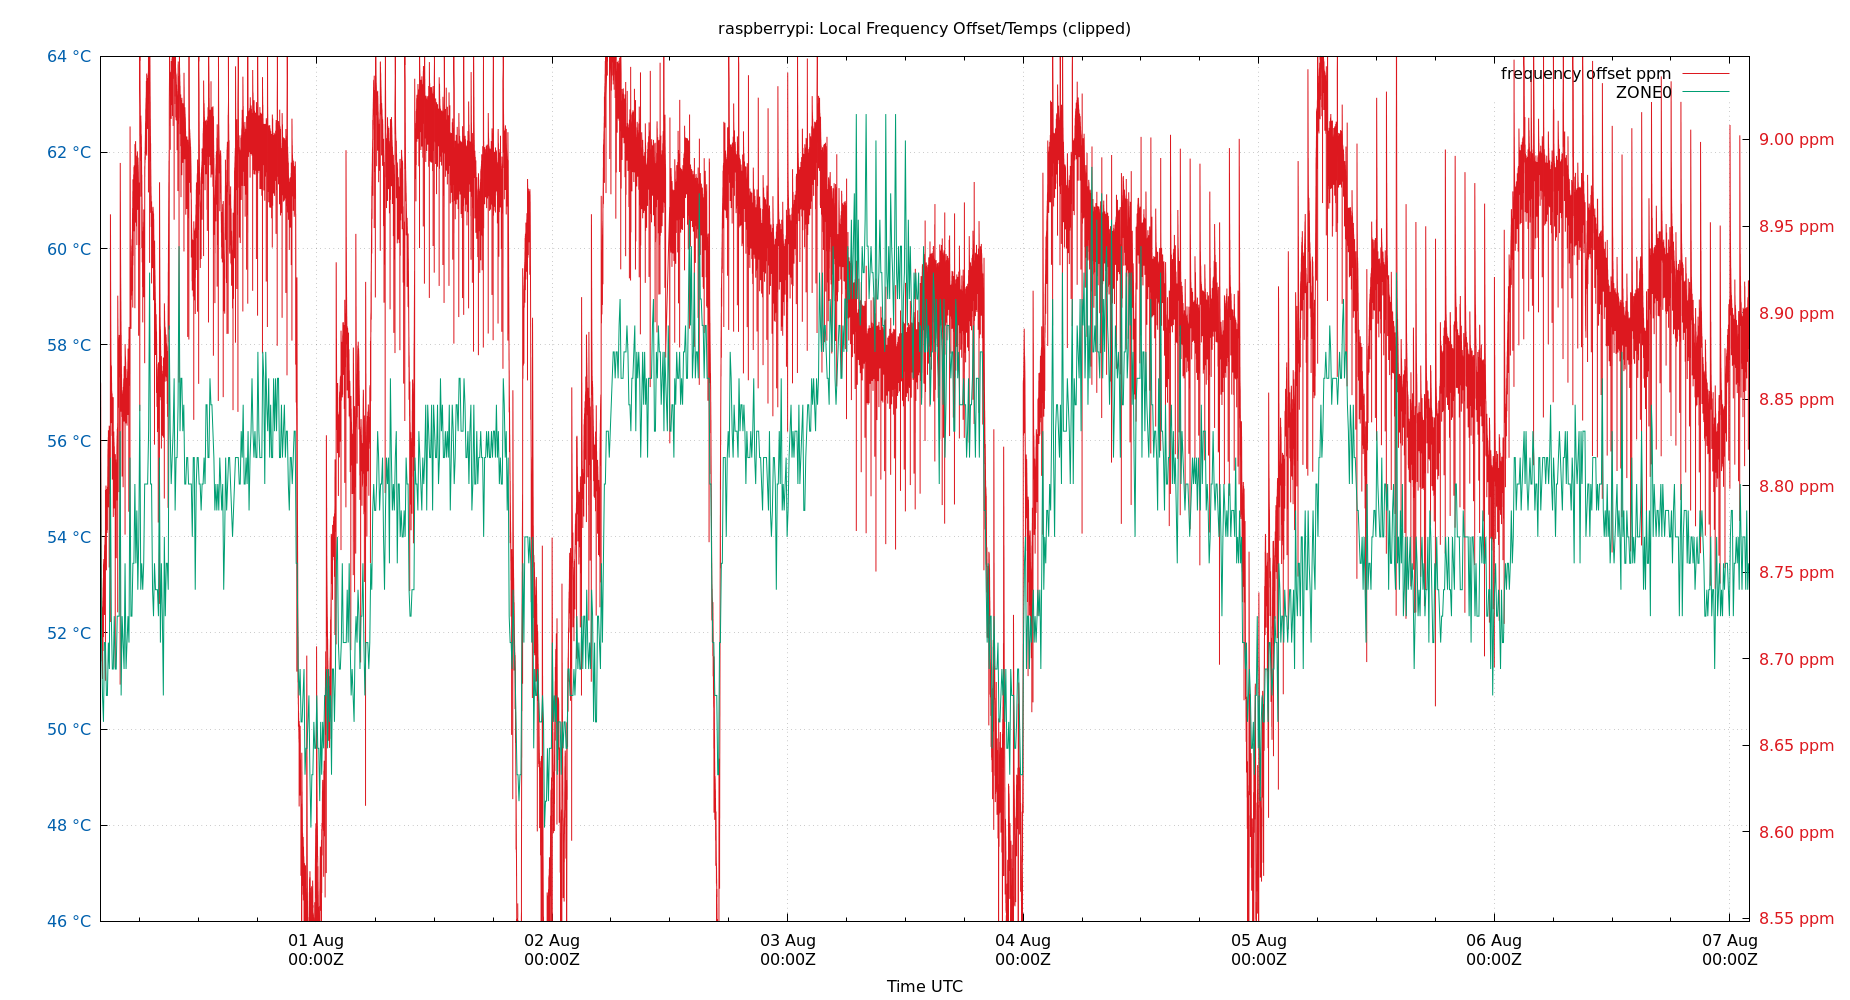 raspberrypi: Local Frequency Offset/Temps (clipped)
frequency offset ppm
ZONE0
64 °C
62 °C
60 °C
58 °C
56 °C
54 °C
52 °C
50 °C
48 °C
46 °C
9.00 ppm
8.95 ppm
8.90 ppm
8.85 ppm
8.80 ppm
8.75 ppm
8.70 ppm
8.65 ppm
8.60 ppm
8.55 ppm
01 Aug
00:00Z
02 Aug
00:00Z
03 Aug
00:00Z
04 Aug
00:00Z
05 Aug
00:00Z
06 Aug
00:00Z
07 Aug
00:00Z
Time UTC